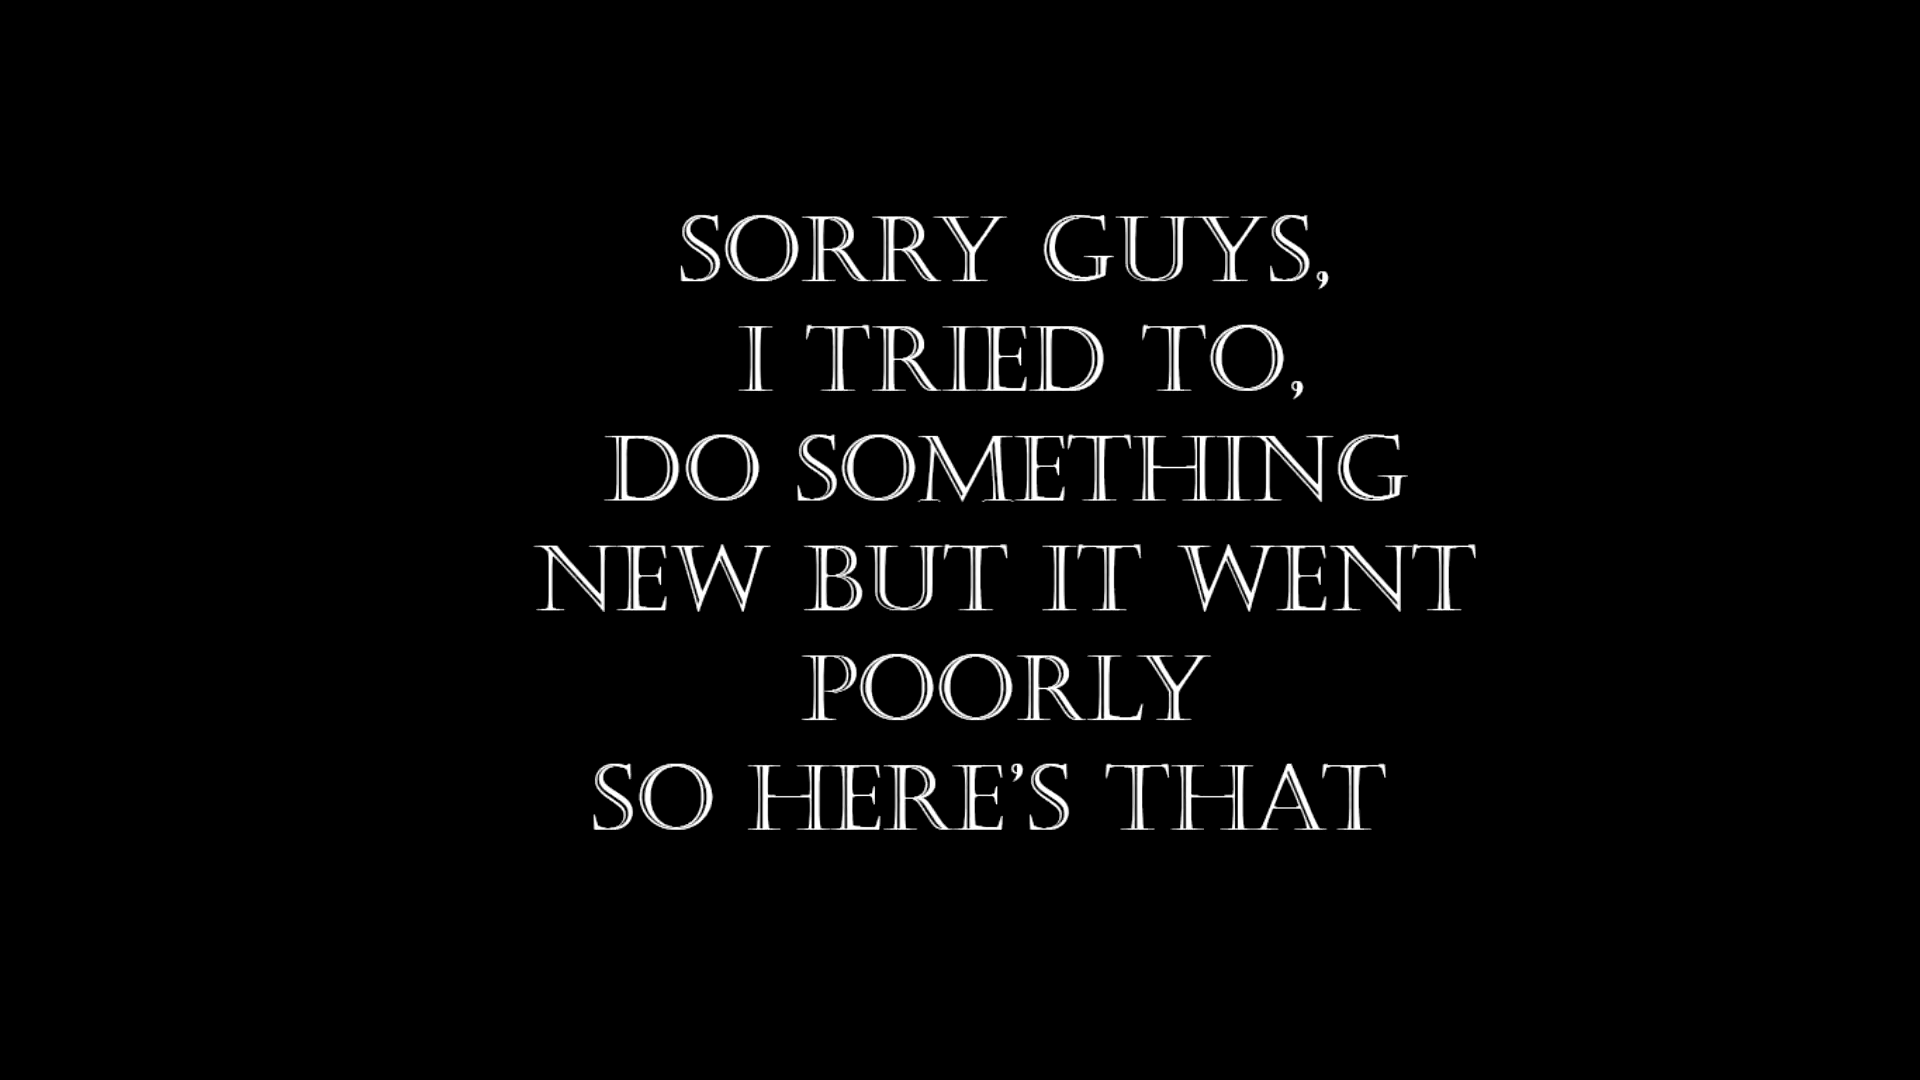 SORRY GUYS,
I TRIED TO,
DO SOMETHING
NEW BUT IT WENT
POORLY
SO HERE'S THAT